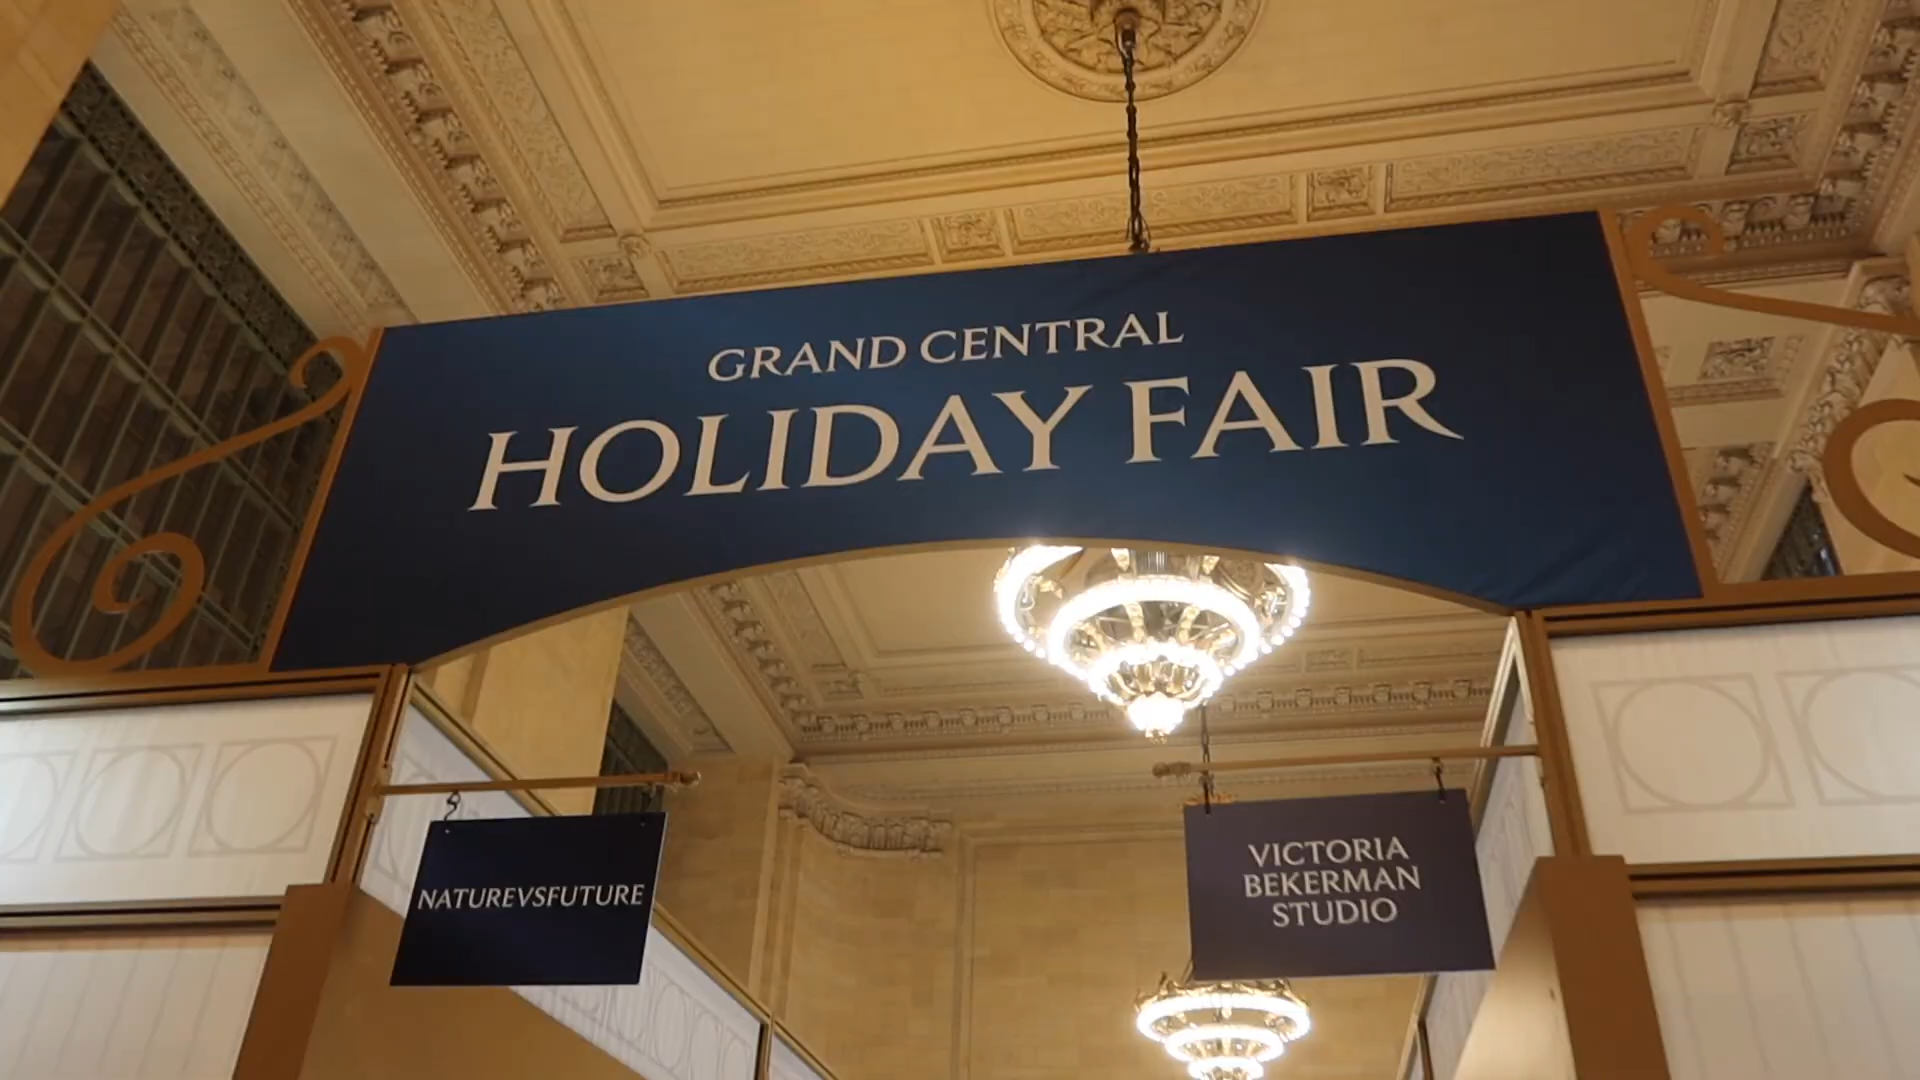 GRAND CENTRAL
HOLIDAY FAIR
NATUREVSFUTURE
VICTORIA
BEKERMAN
STUDIO